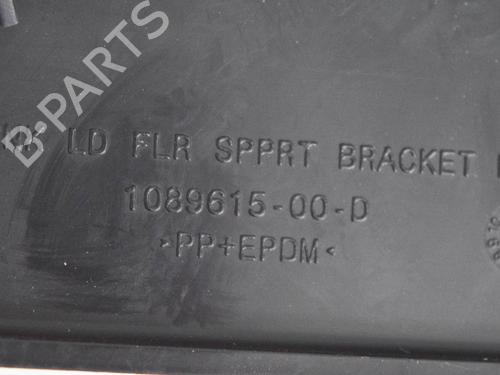 LD FLR SPPRT BRACKET
1089615-00-D
>PP+EPDM<
B-Parts